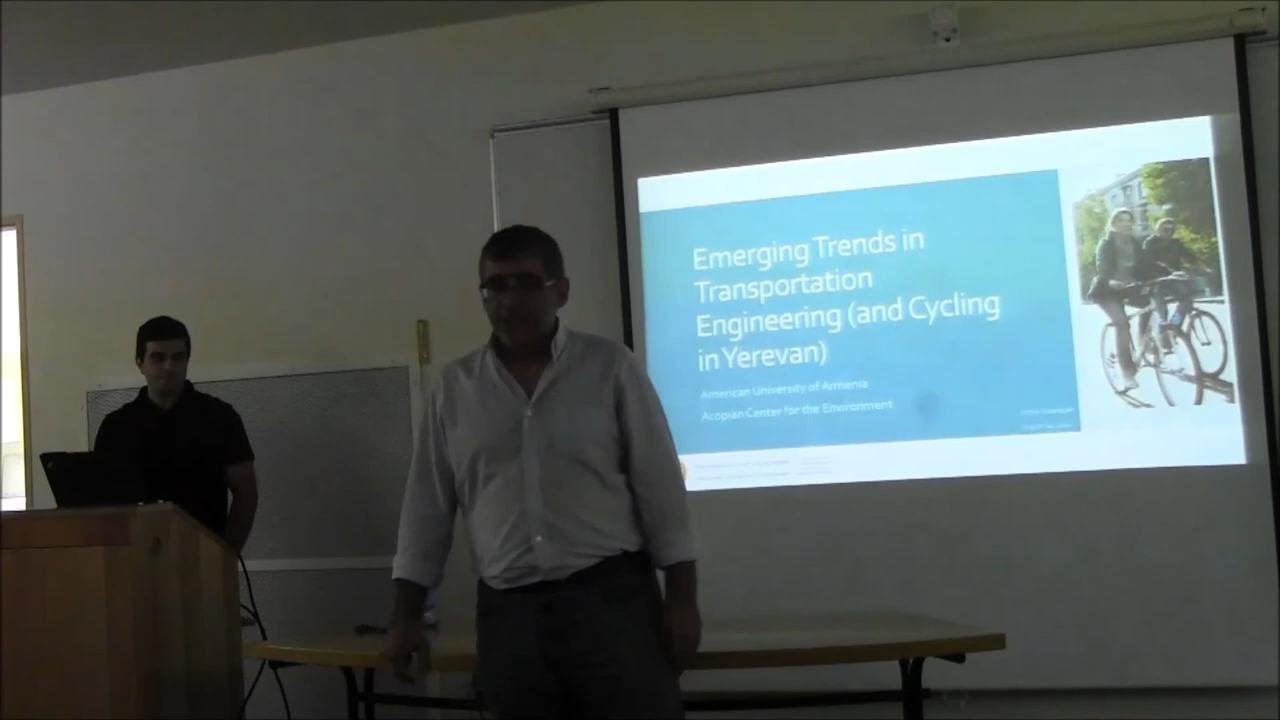 Emerging Trends in
Transportation
Engineering (and Cycling
in Yerevan)
American University of Armenia
Acopian Center for the Environment